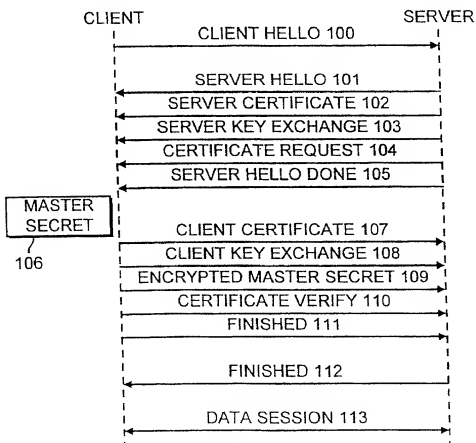 CLIENT SERVER
CLIENT HELLO 100
SERVER HELLO 101
SERVER CERTIFICATE 102
SERVER KEY EXCHANGE 103
CERTIFICATE REQUEST 104
SERVER HELLO DONE 105
MASTER
SECRET
106
CLIENT CERTIFICATE 107
CLIENT KEY EXCHANGE 108
ENCRYPTED MASTER SECRET 109
CERTIFICATE VERIFY 110
FINISHED 111
FINISHED 112
DATA SESSION 113